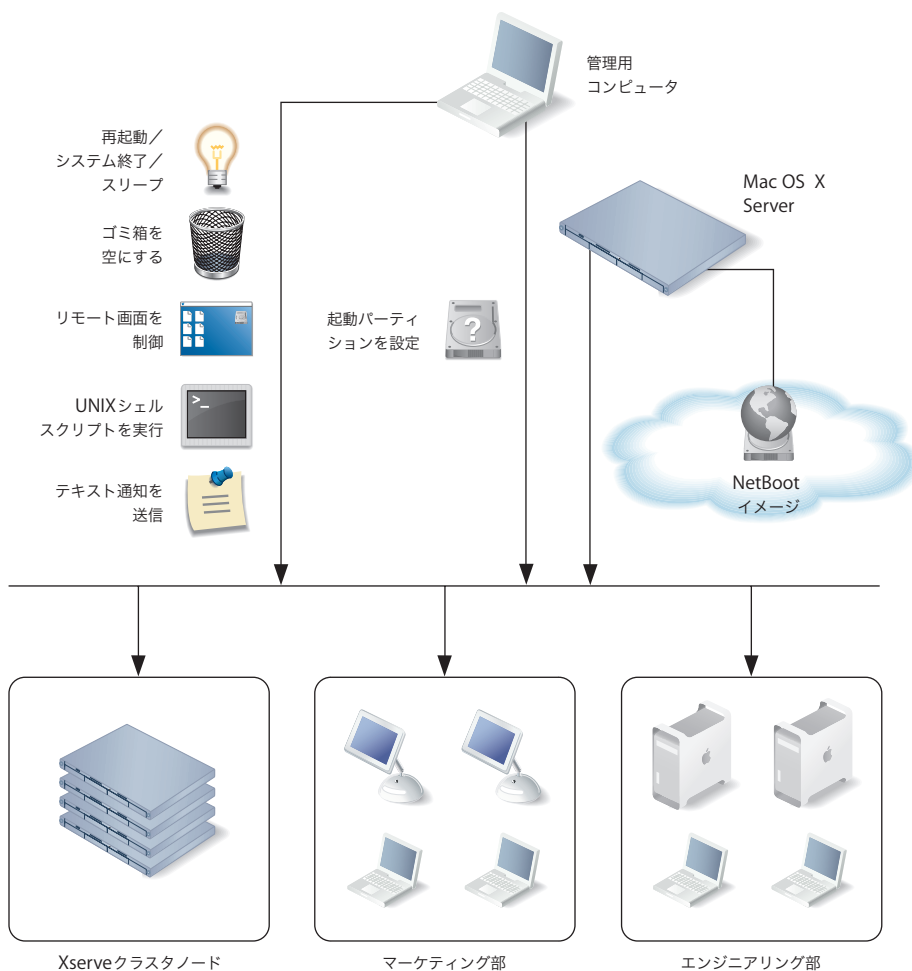 管理用
コンピュータ
再起動／
システム終了／
スリープ
Mac OS X
Server
ゴミ箱を
空にする
リモート画面を
制御
起動パーティ
ションを設定
?
>_
UNIXシェル
スクリプトを実行
テキスト通知を
送信
NetBoot
イメージ
Xserveクラスタノード
マーケティング部
エンジニアリング部